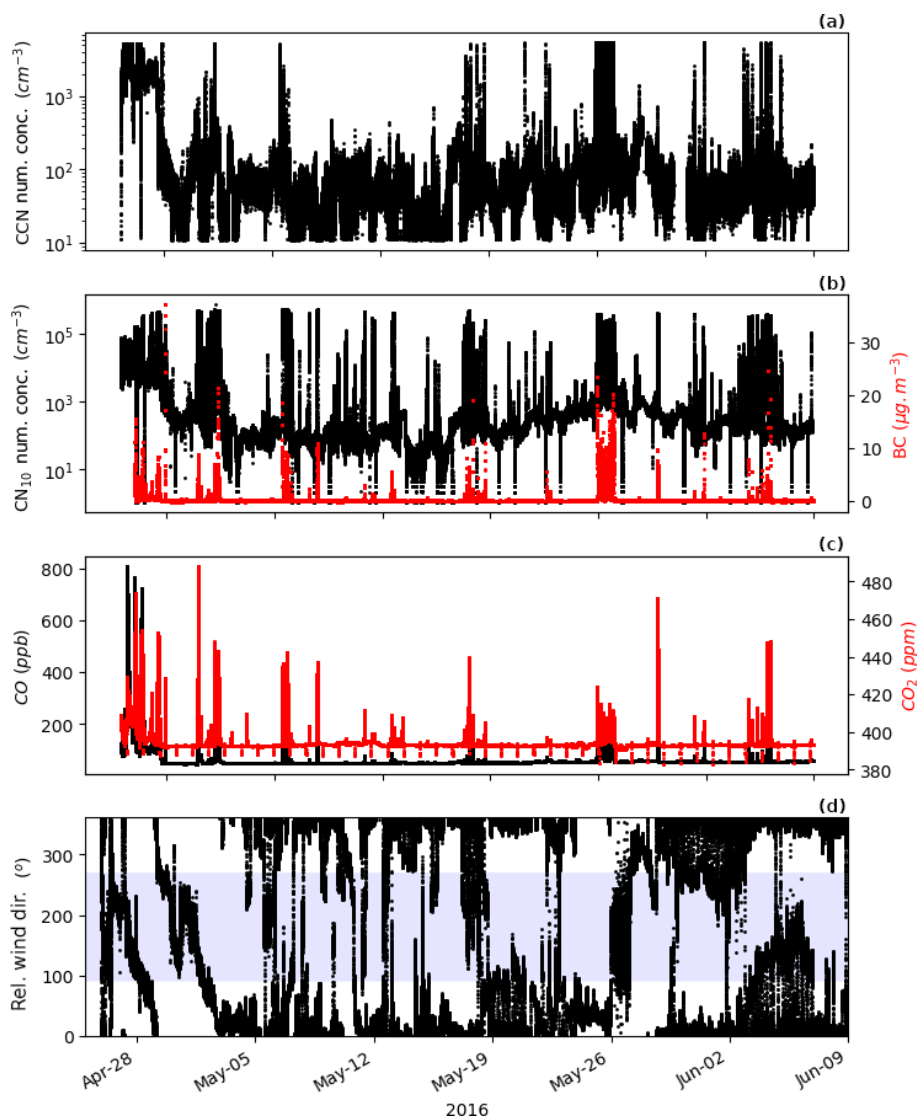 (a)
CCN num. conc. (cm⁻³)
10³
10²
10¹
(b)
CN₁₀ num. conc. (cm⁻³)
10⁵
10³
10¹
30
20
10
0
BC (μg.m⁻³)
(c)
CO (ppb)
800
600
400
200
480
460
440
420
400
380
CO₂ (ppm)
(d)
Rel. wind dir. (°)
300
200
100
0
Apr-28
May-05
May-12
May-19
May-26
Jun-02
Jun-09
2016